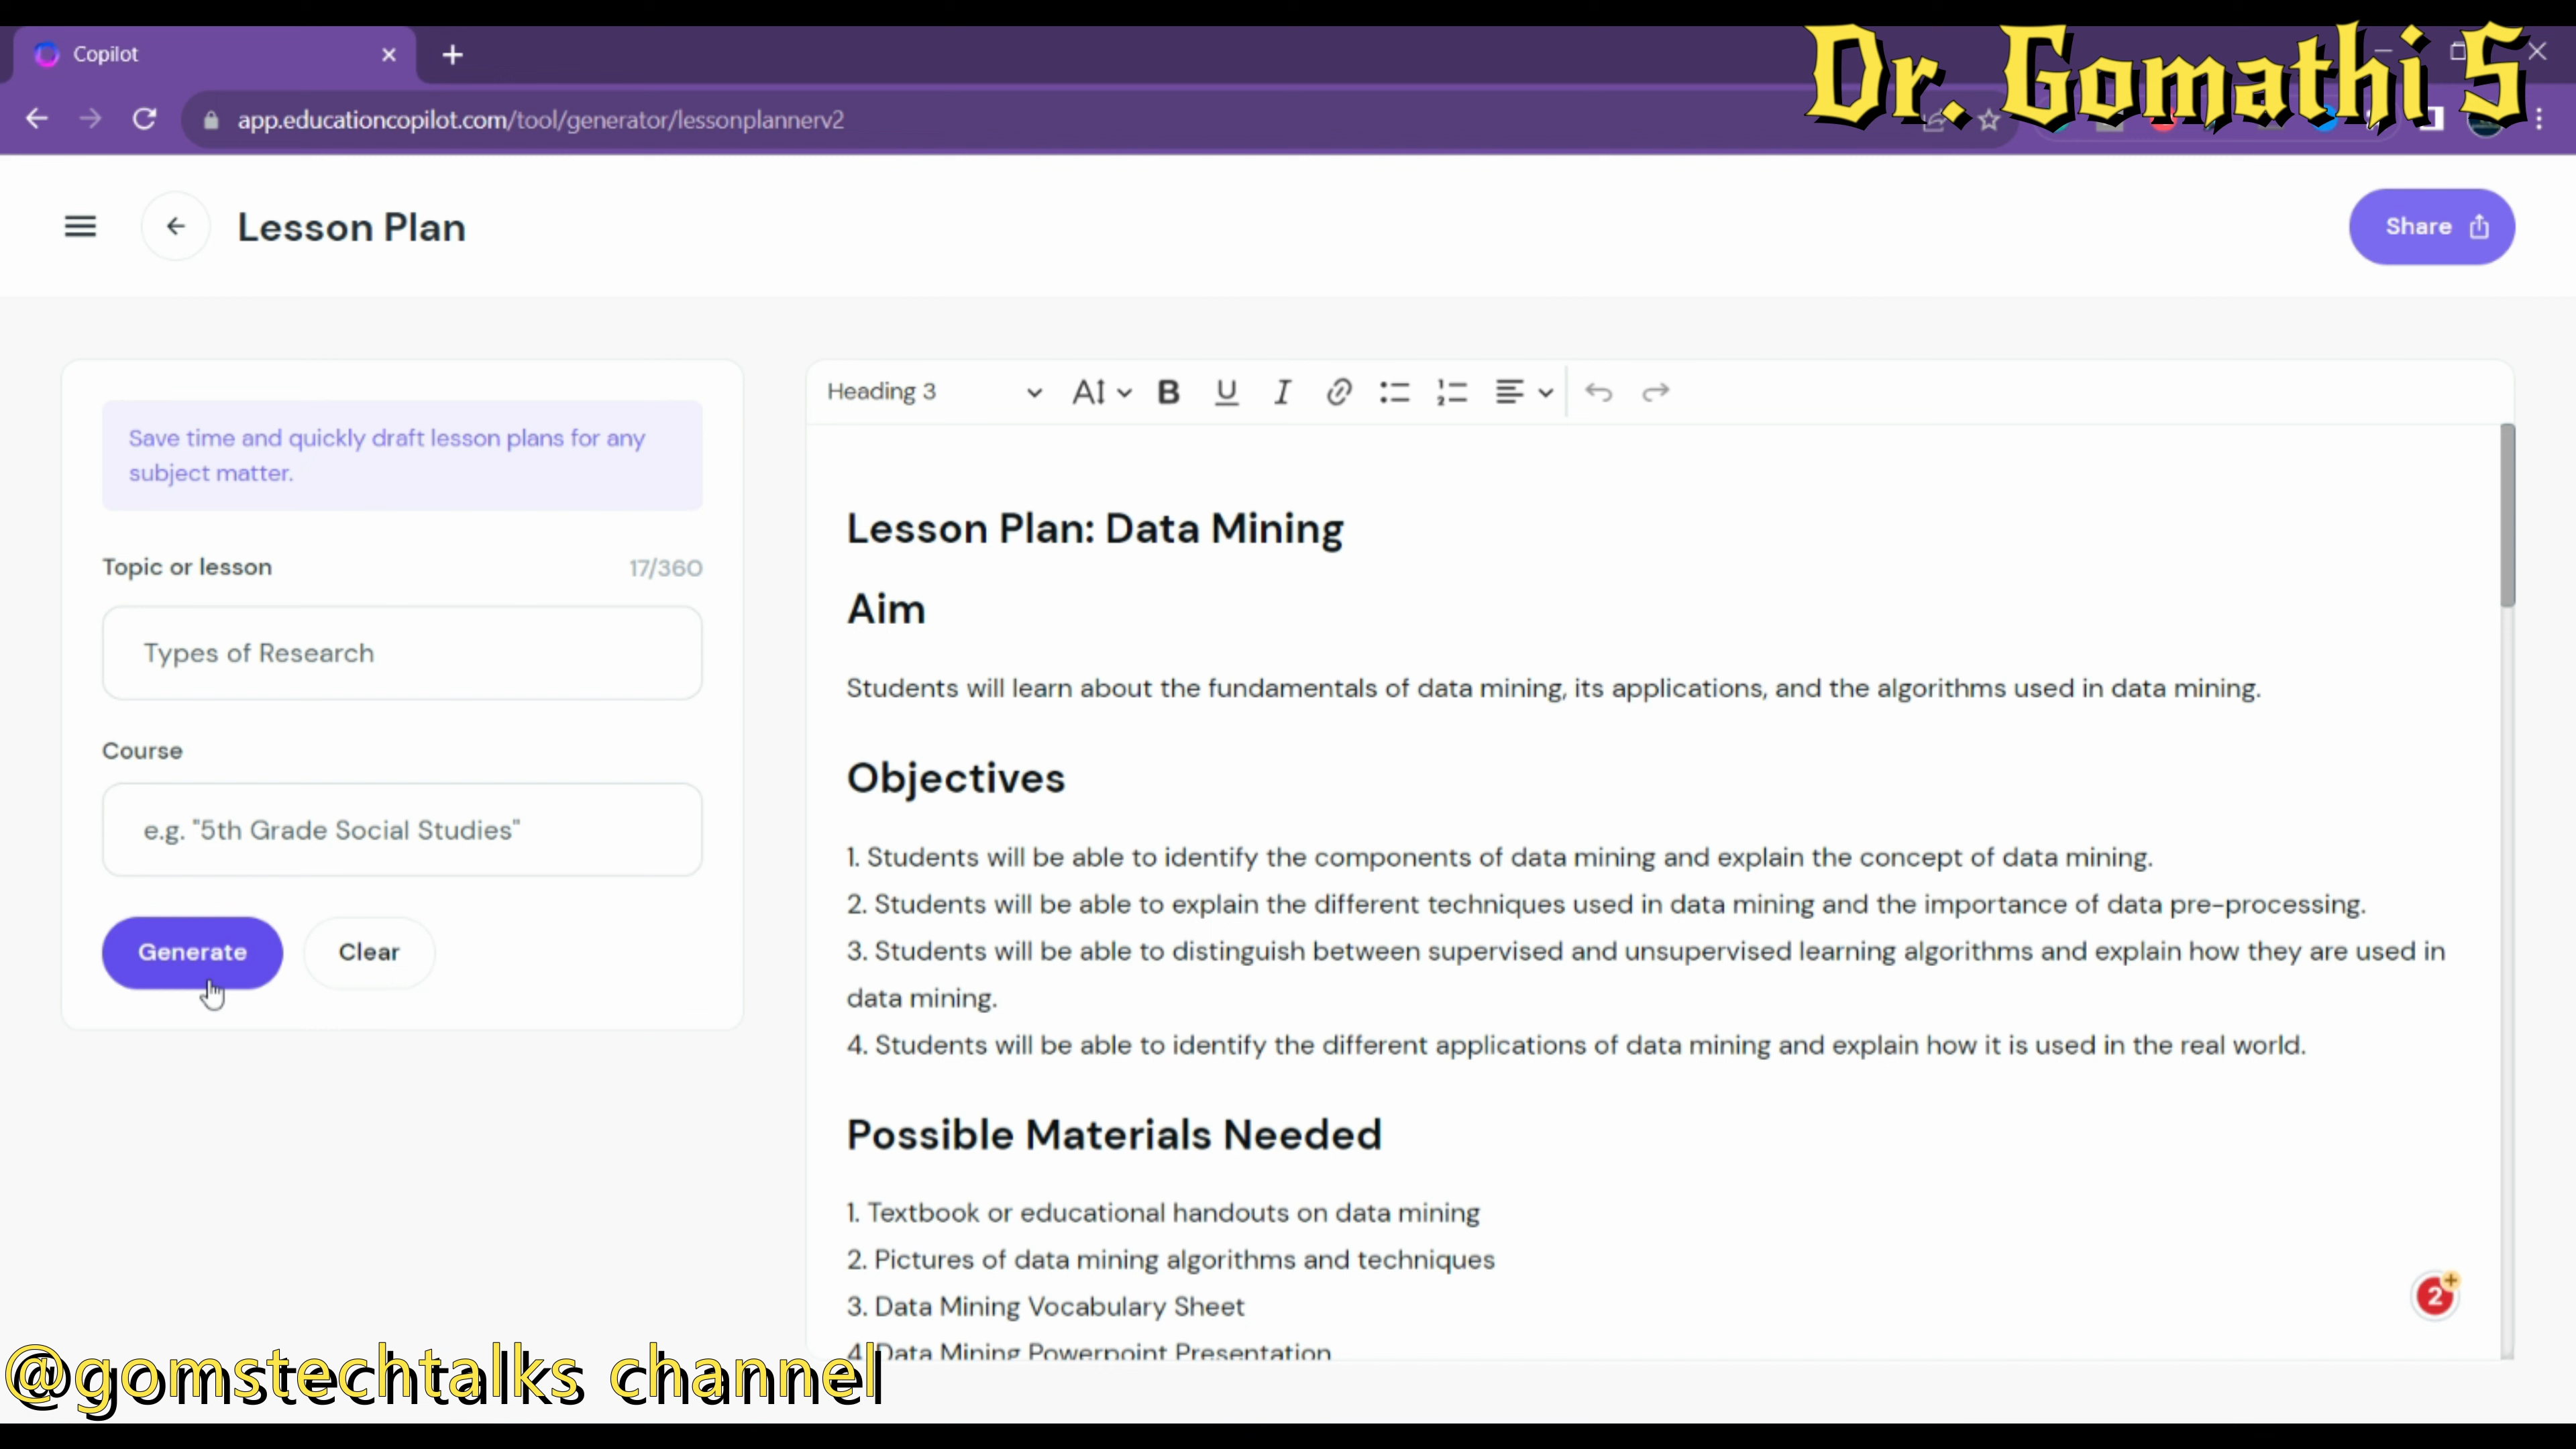 Copilot
Dr. Gomathi S
app.educationcopilot.com/tool/generator/lessonplannerv2
Lesson Plan
Share
Save time and quickly draft lesson plans for any
subject matter.
Topic or lesson 17/360
Types of Research
Course
e.g. "5th Grade Social Studies"
Generate Clear
Heading 3
Lesson Plan: Data Mining
Aim
Students will learn about the fundamentals of data mining, its applications, and the algorithms used in data mining.
Objectives
1. Students will be able to identify the components of data mining and explain the concept of data mining.
2. Students will be able to explain the different techniques used in data mining and the importance of data pre-processing.
3. Students will be able to distinguish between supervised and unsupervised learning algorithms and explain how they are used in
data mining.
4. Students will be able to identify the different applications of data mining and explain how it is used in the real world.
Possible Materials Needed
1. Textbook or educational handouts on data mining
2. Pictures of data mining algorithms and techniques
3. Data Mining Vocabulary Sheet
4. Data Mining Powerpoint Presentation
2
@gomstechtalks channel